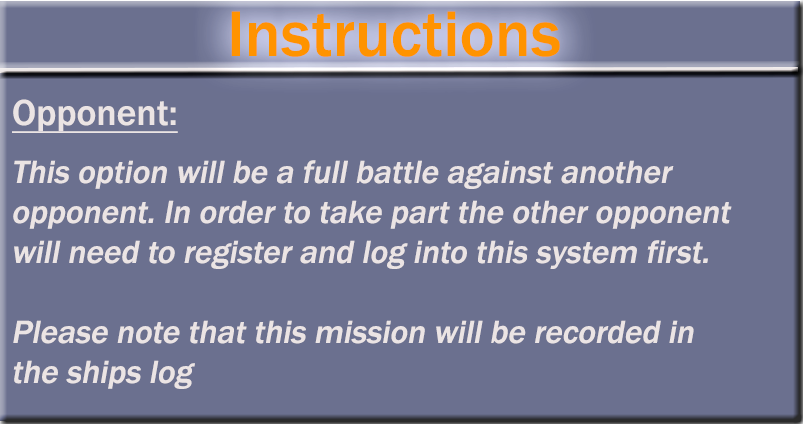 Instructions
Opponent:
This option will be a full battle against another
opponent. In order to take part the other opponent
will need to register and log into this system first.
Please note that this mission will be recorded in
the ships log